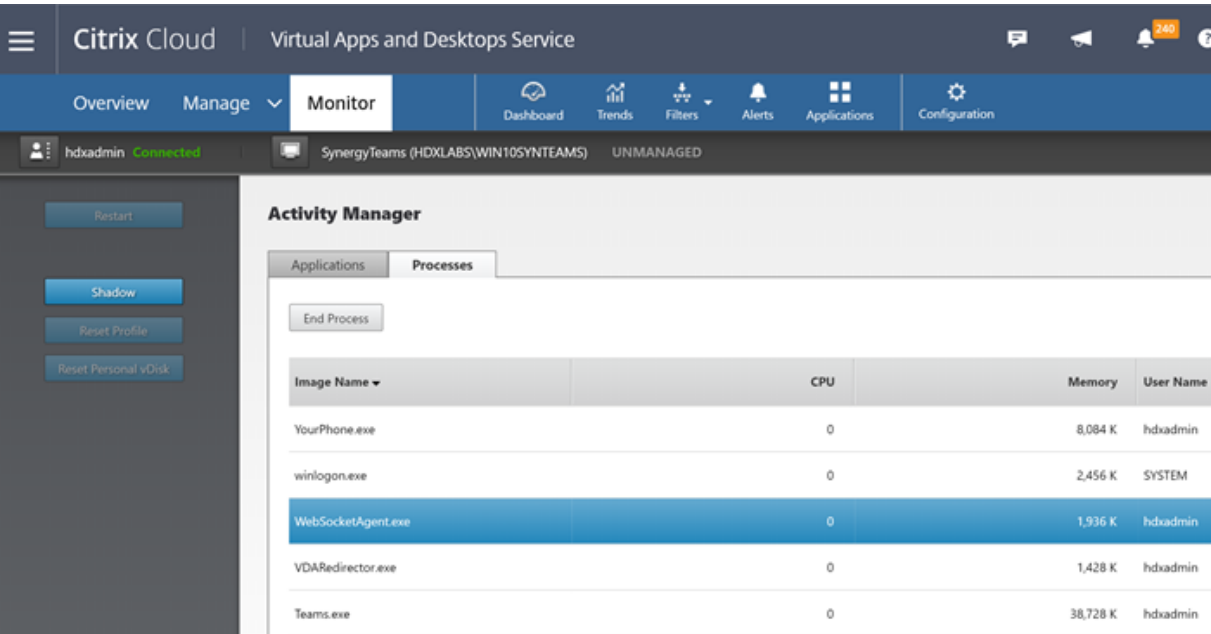 Citrix Cloud | Virtual Apps and Desktops Service 240 ?
Overview Manage Monitor Dashboard Trends Filters Alerts Applications Configuration
hdxadmin Connected SynergyTeams (HDXLABS\WIN10SYNTEAMS) UNMANAGED
Restart
Shadow
Reset Profile
Reset Personal vDisk
Activity Manager
Applications Processes
End Process
Image Name CPU Memory User Name
YourPhone.exe 0 8,084 K hdxadmin
winlogon.exe 0 2,456 K SYSTEM
WebSocketAgent.exe 0 1,936 K hdxadmin
VDARedirector.exe 0 1,428 K hdxadmin
Teams.exe 0 38,728 K hdxadmin